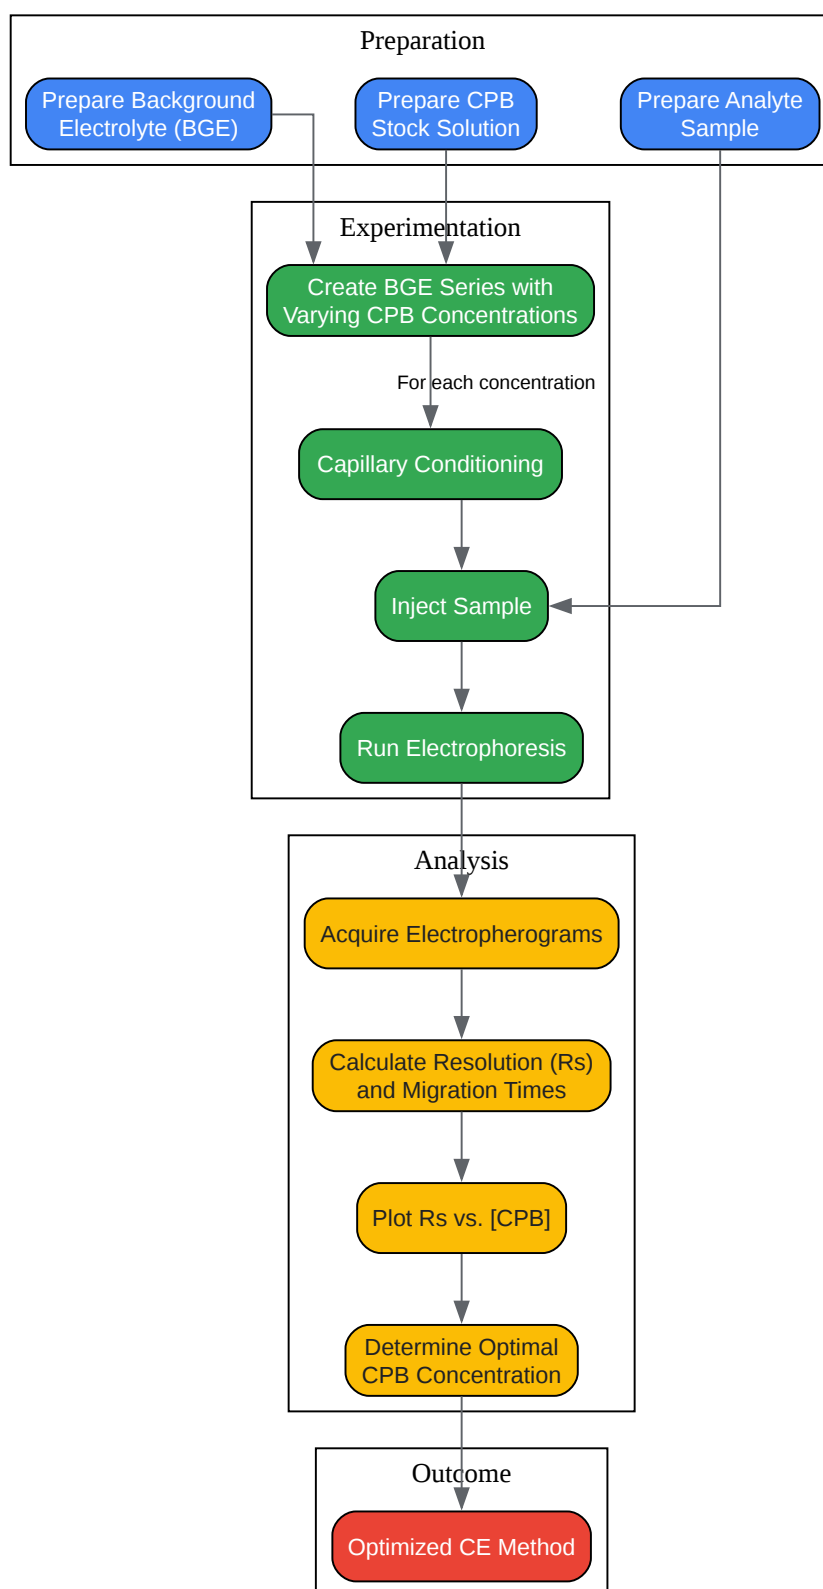 Preparation
Prepare Background
Electrolyte (BGE)
Prepare CPB
Stock Solution
Prepare Analyte
Sample
Experimentation
Create BGE Series with
Varying CPB Concentrations
For each concentration
Capillary Conditioning
Inject Sample
Run Electrophoresis
Analysis
Acquire Electropherograms
Calculate Resolution (Rs)
and Migration Times
Plot Rs vs. [CPB]
Determine Optimal
CPB Concentration
Outcome
Optimized CE Method